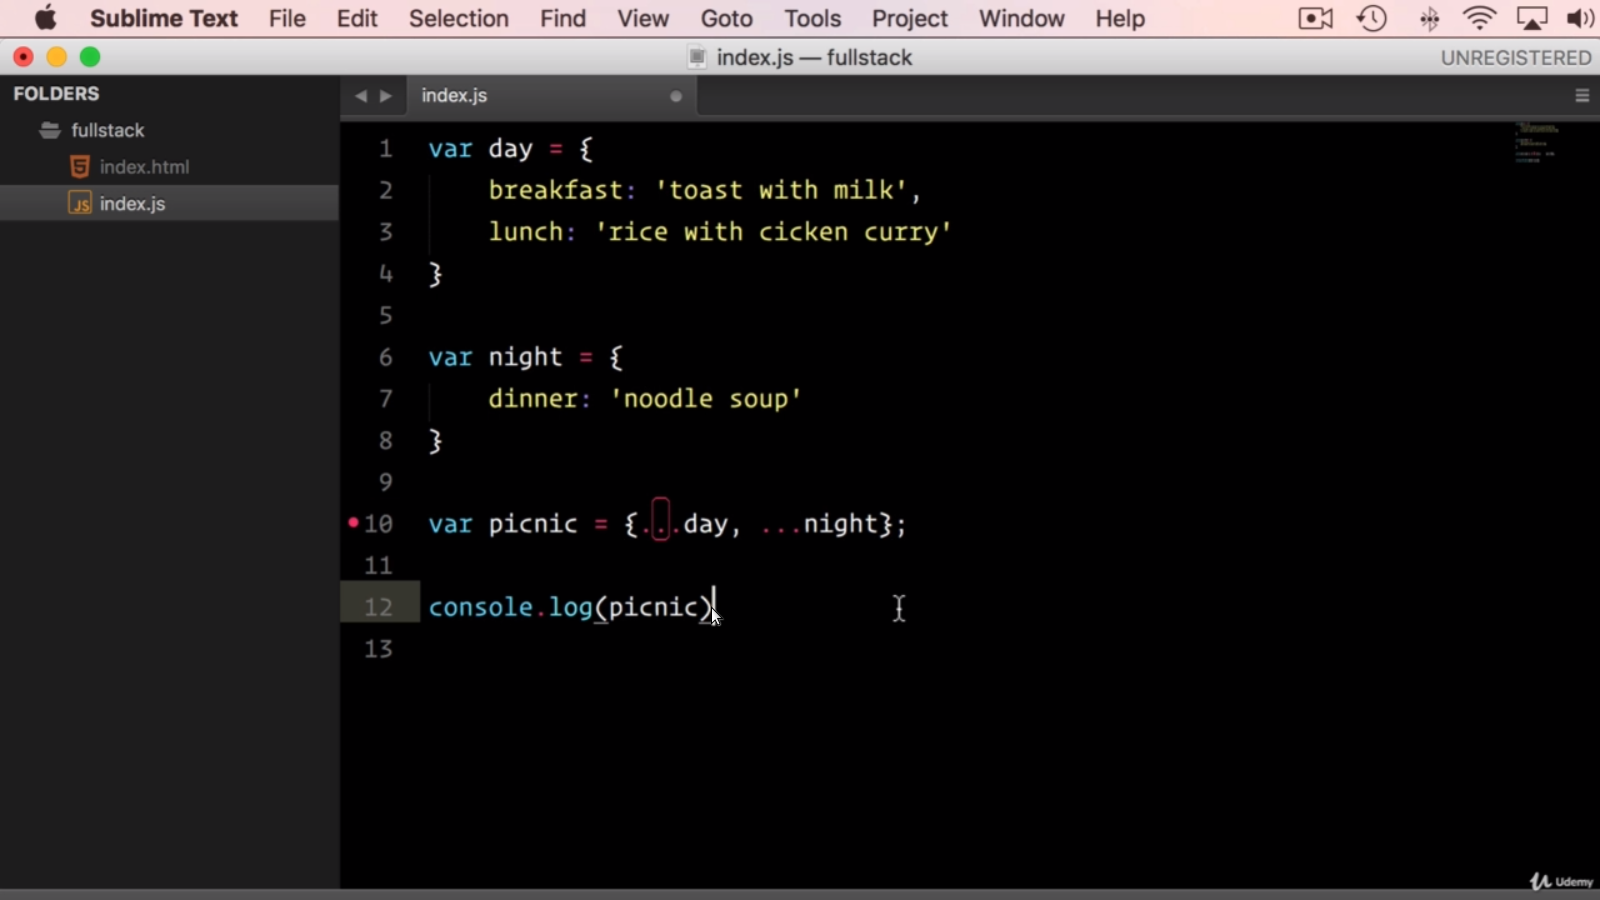 Sublime Text File Edit Selection Find View Goto Tools Project Window Help
index.js — fullstack
UNREGISTERED
FOLDERS
fullstack
index.html
index.js
index.js
1 var day = {
2 breakfast: 'toast with milk',
3 lunch: 'rice with cicken curry'
4 }
5
6 var night = {
7 dinner: 'noodle soup'
8 }
9
10 var picnic = {...day, ...night};
11
12 console.log(picnic)
13
Udemy